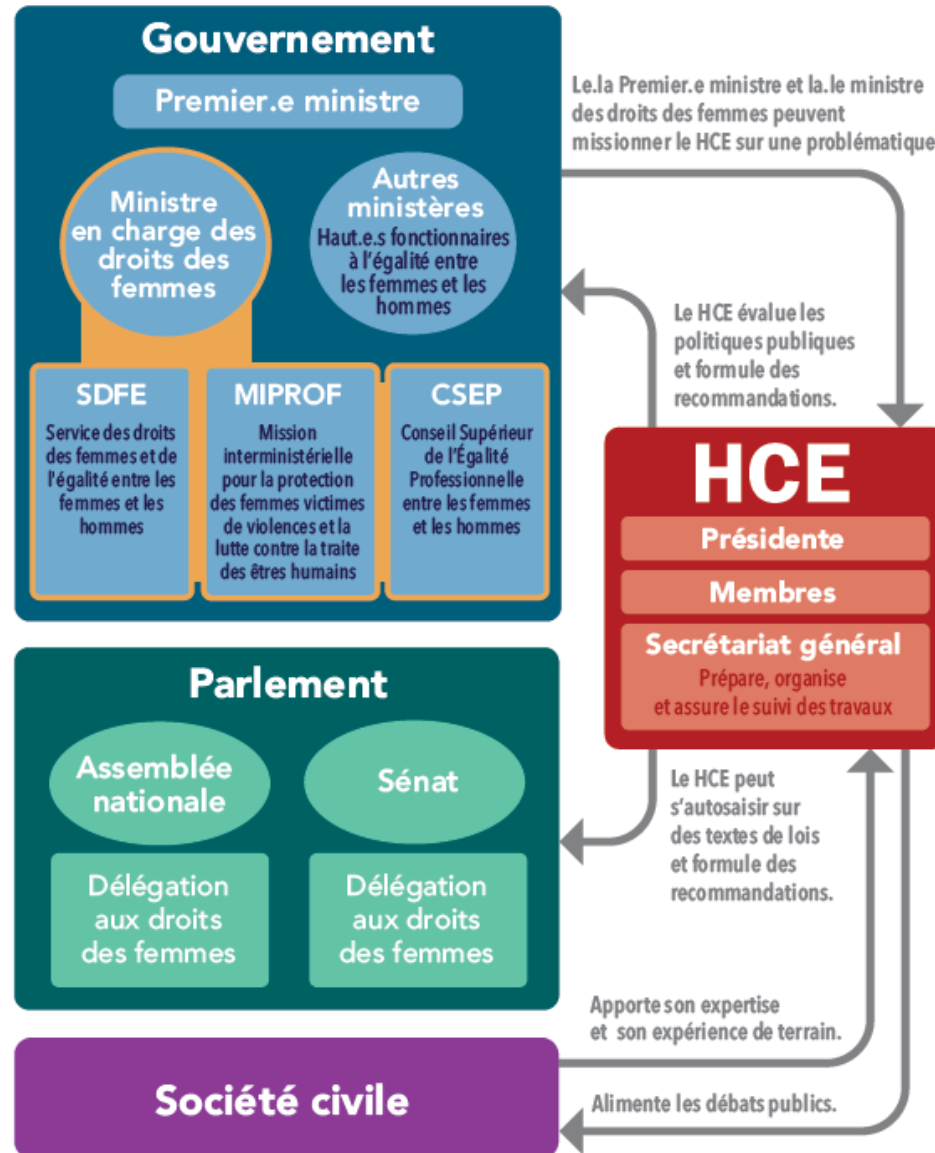 Gouvernement
Premier.e ministre
Ministre
en charge des
droits des
femmes
Autres
ministères
Haut.e.s fonctionnaires
à l'égalité entre
les femmes et les
hommes
SDFE
Service des droits
des femmes et de
l'égalité entre les
femmes et les
hommes
MIPROF
Mission
interministérielle
pour la protection
des femmes victimes
de violences et la
lutte contre la traite
des êtres humains
CSEP
Conseil Supérieur
de l'Égalité
Professionnelle
entre les femmes
et les hommes
Le.la Premier.e ministre et la.le ministre
des droits des femmes peuvent
missionner le HCE sur une problématique
Le HCE évalue les
politiques publiques
et formule des
recommandations.
HCE
Présidente
Membres
Secrétariat général
Prépare, organise
et assure le suivi des travaux
Parlement
Assemblée
nationale
Sénat
Délégation
aux droits
des femmes
Délégation
aux droits
des femmes
Le HCE peut
s'autosaisir sur
des textes de lois
et formule des
recommandations.
Apporte son expertise
et son expérience de terrain.
Société civile
Alimente les débats publics.